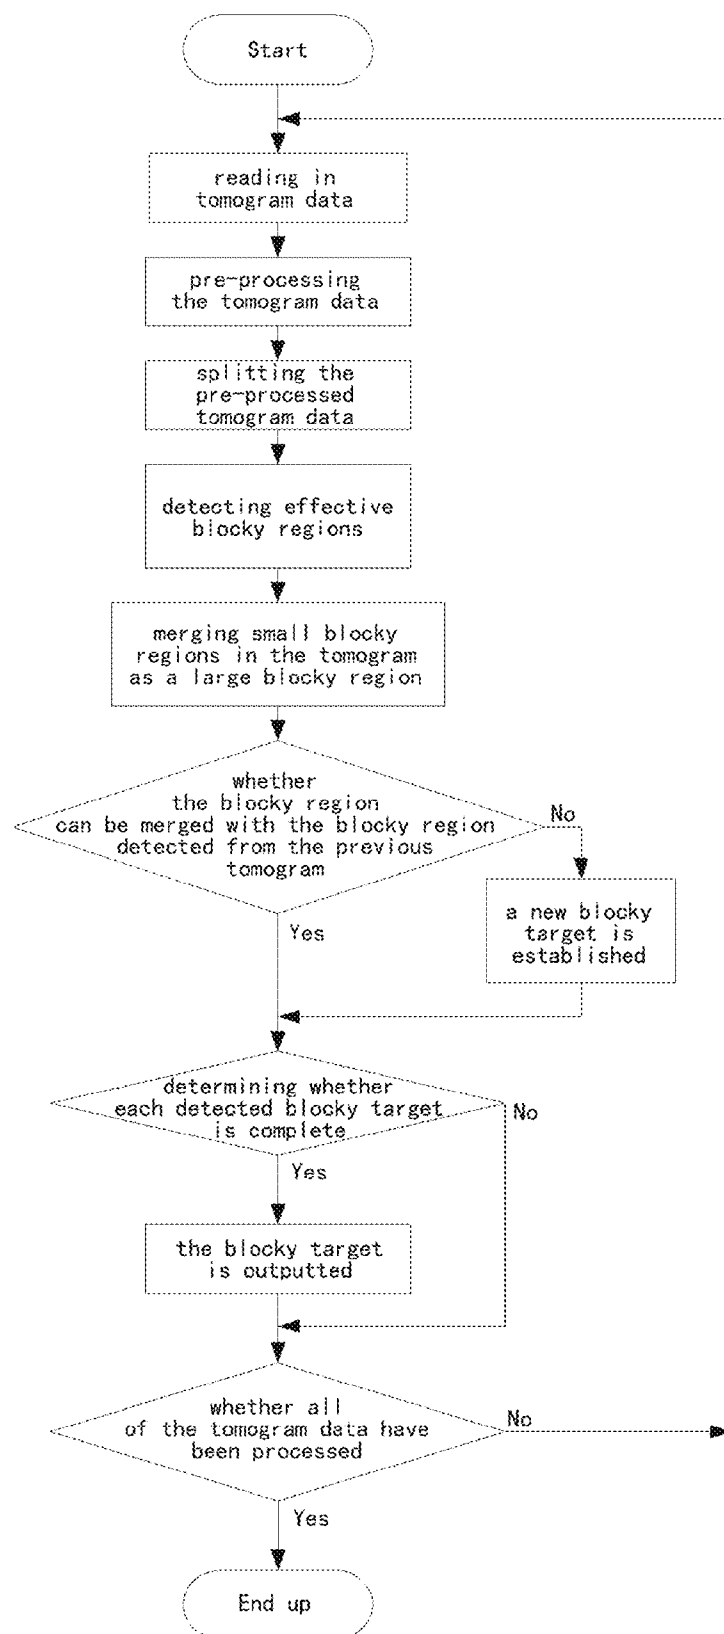 Start
reading in
tomogram data
pre-processing
the tomogram data
splitting the
pre-processed
tomogram data
detecting effective
blocky regions
merging small blocky
regions in the tomogram
as a large blocky region
whether
the blocky region
can be merged with the blocky region
detected from the previous
tomogram
No
Yes
a new blocky
target is
established
determining whether
each detected blocky target
is complete
No
Yes
the blocky target
is outputted
whether all
of the tomogram data have
been processed
No
Yes
End up